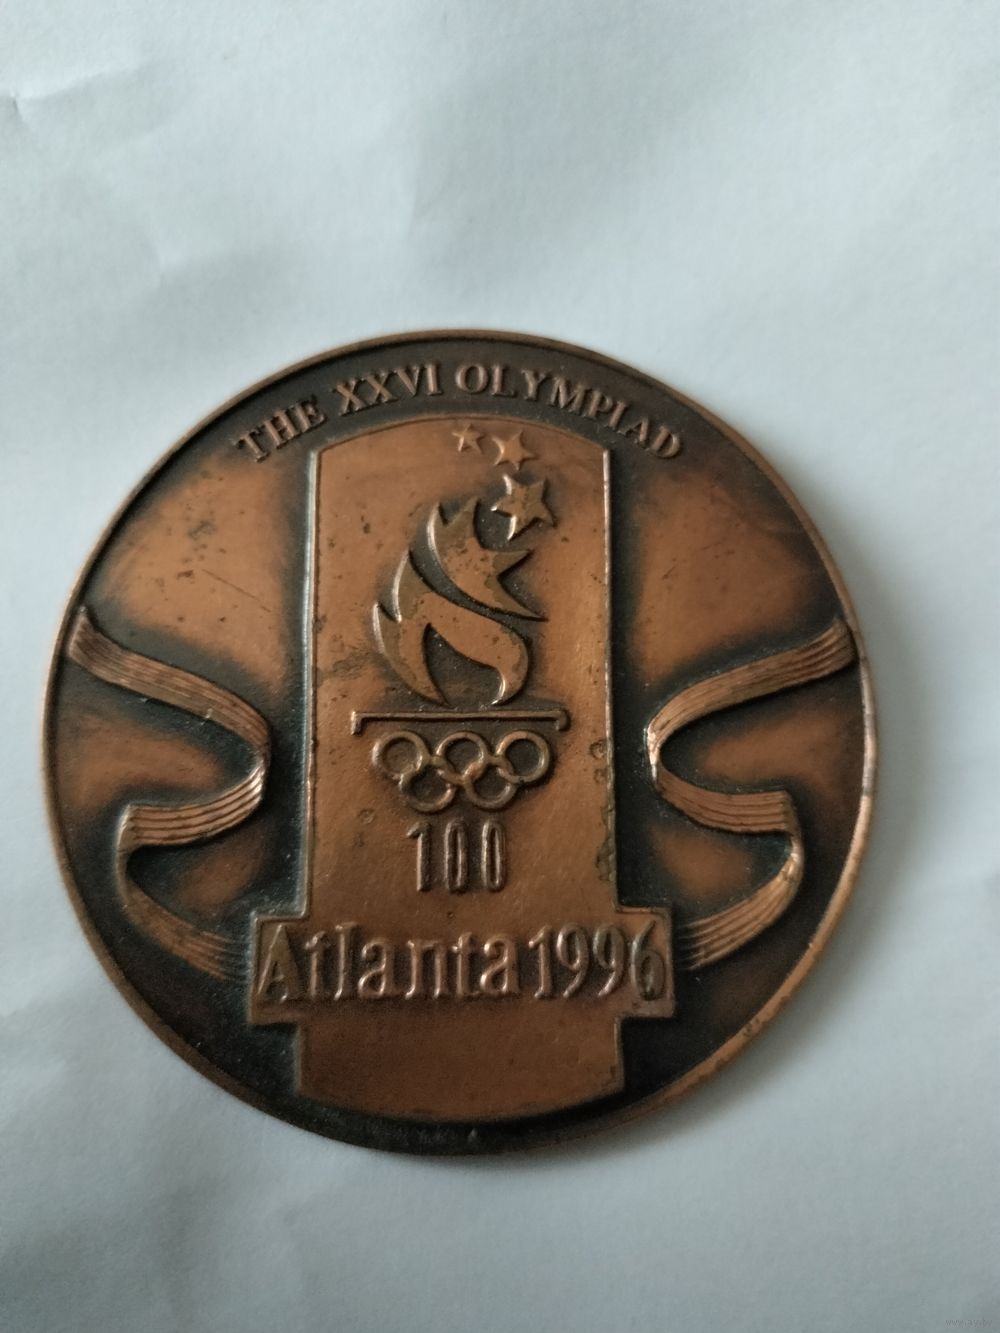 THE XXVI OLYMPIAD
100
Atlanta 1996